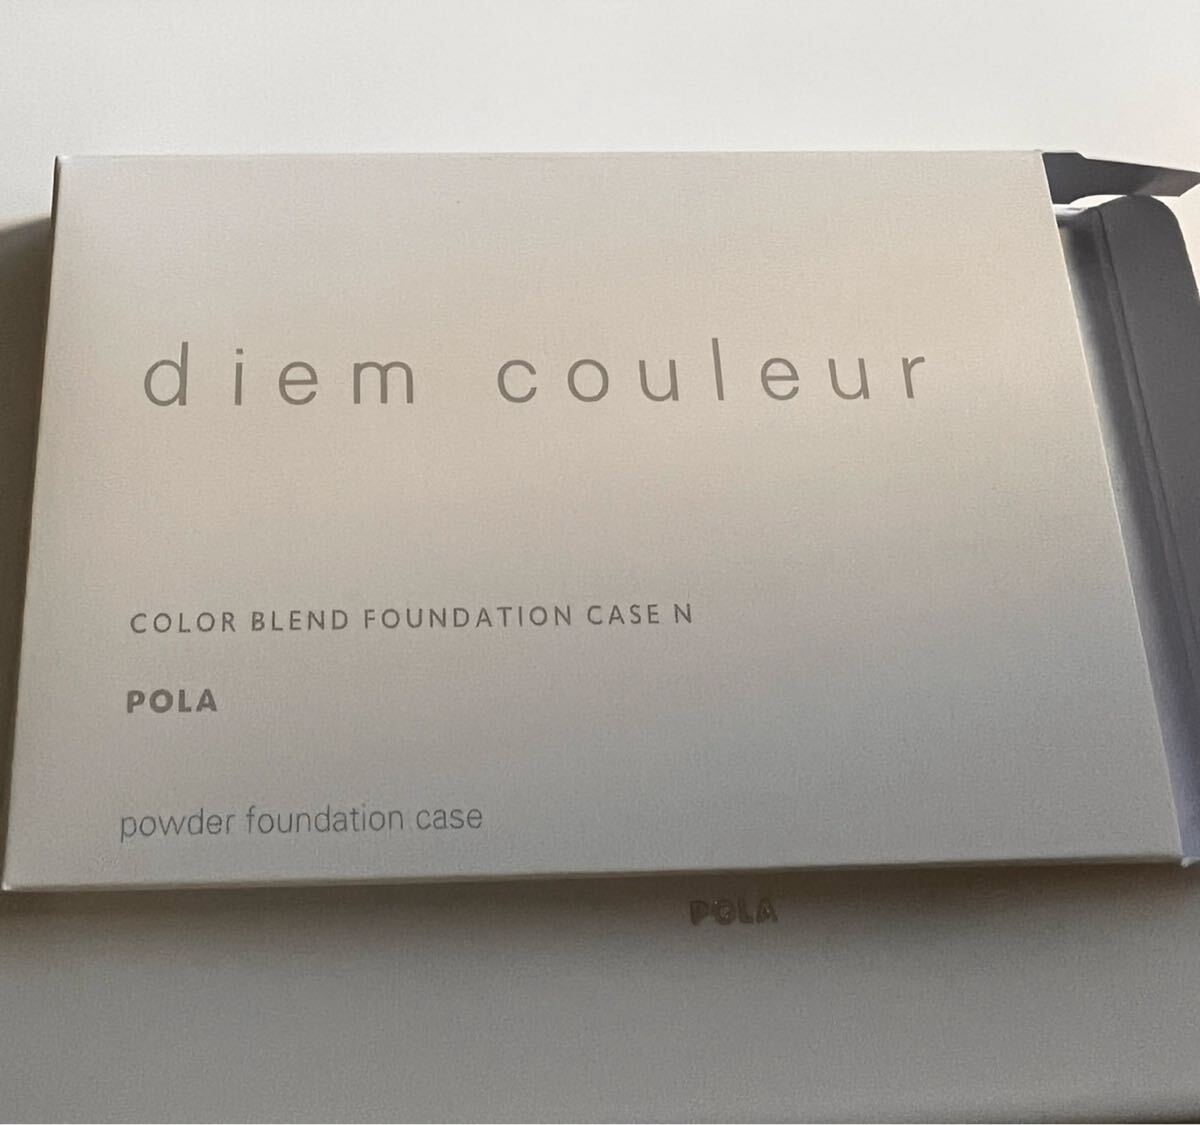 diem couleur
COLOR BLEND FOUNDATION CASE N
POLA
powder foundation case
POLA